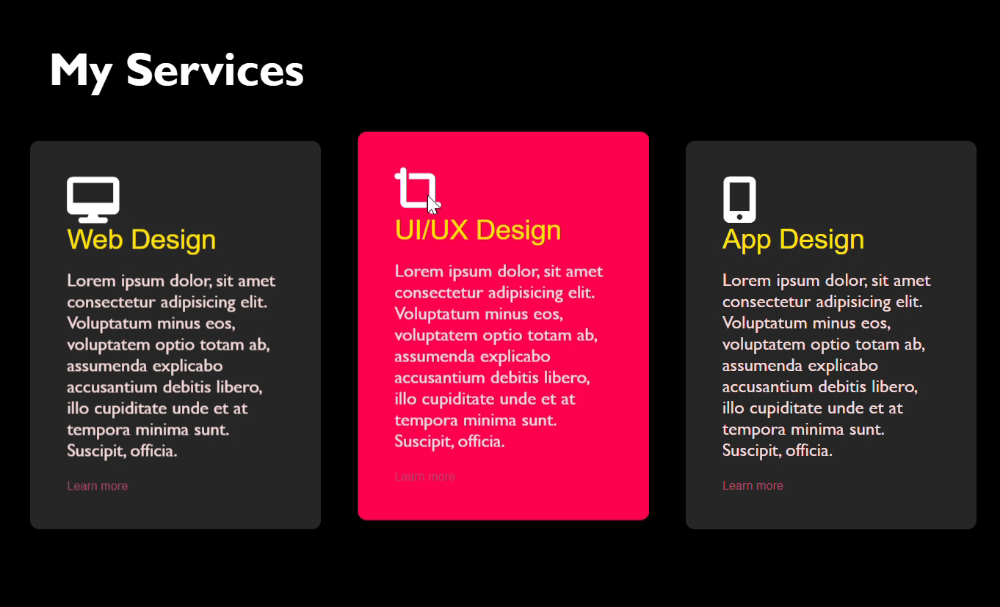 My Services
Web Design
Lorem ipsum dolor, sit amet
consectetur adipisicing elit.
Voluptatum minus eos,
voluptatem optio totam ab,
assumenda explicabo
accusantium debitis libero,
illo cupiditate unde et at
tempora minima sunt.
Suscipit, officia.
Learn more
UI/UX Design
Lorem ipsum dolor, sit amet
consectetur adipisicing elit.
Voluptatum minus eos,
voluptatem optio totam ab,
assumenda explicabo
accusantium debitis libero,
illo cupiditate unde et at
tempora minima sunt.
Suscipit, officia.
Learn more
App Design
Lorem ipsum dolor, sit amet
consectetur adipisicing elit.
Voluptatum minus eos,
voluptatem optio totam ab,
assumenda explicabo
accusantium debitis libero,
illo cupiditate unde et at
tempora minima sunt.
Suscipit, officia.
Learn more